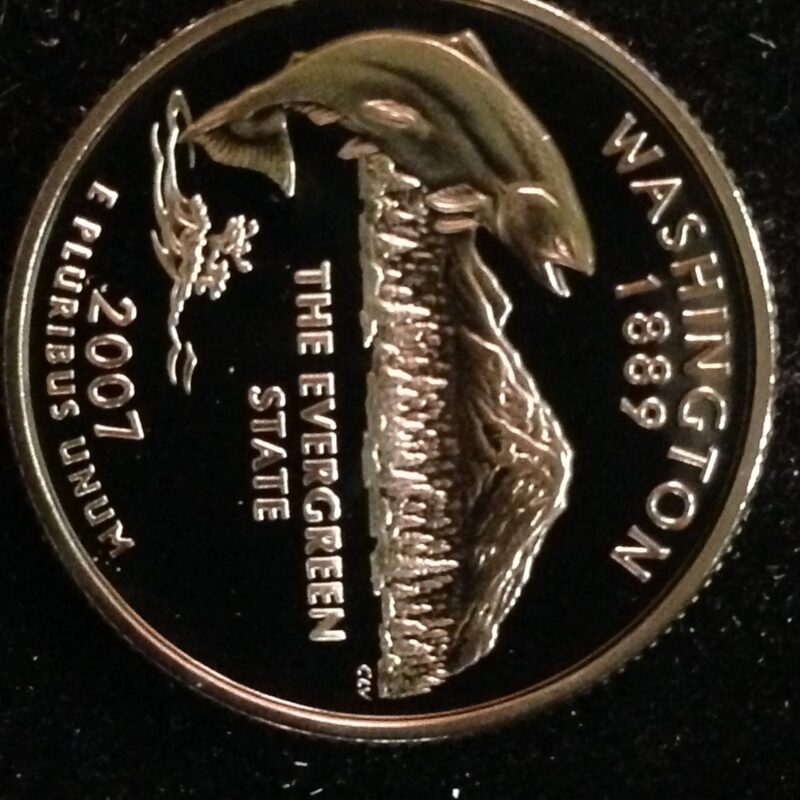 WASHINGTON
1889
THE EVERGREEN
STATE
2007
E PLURIBUS UNUM